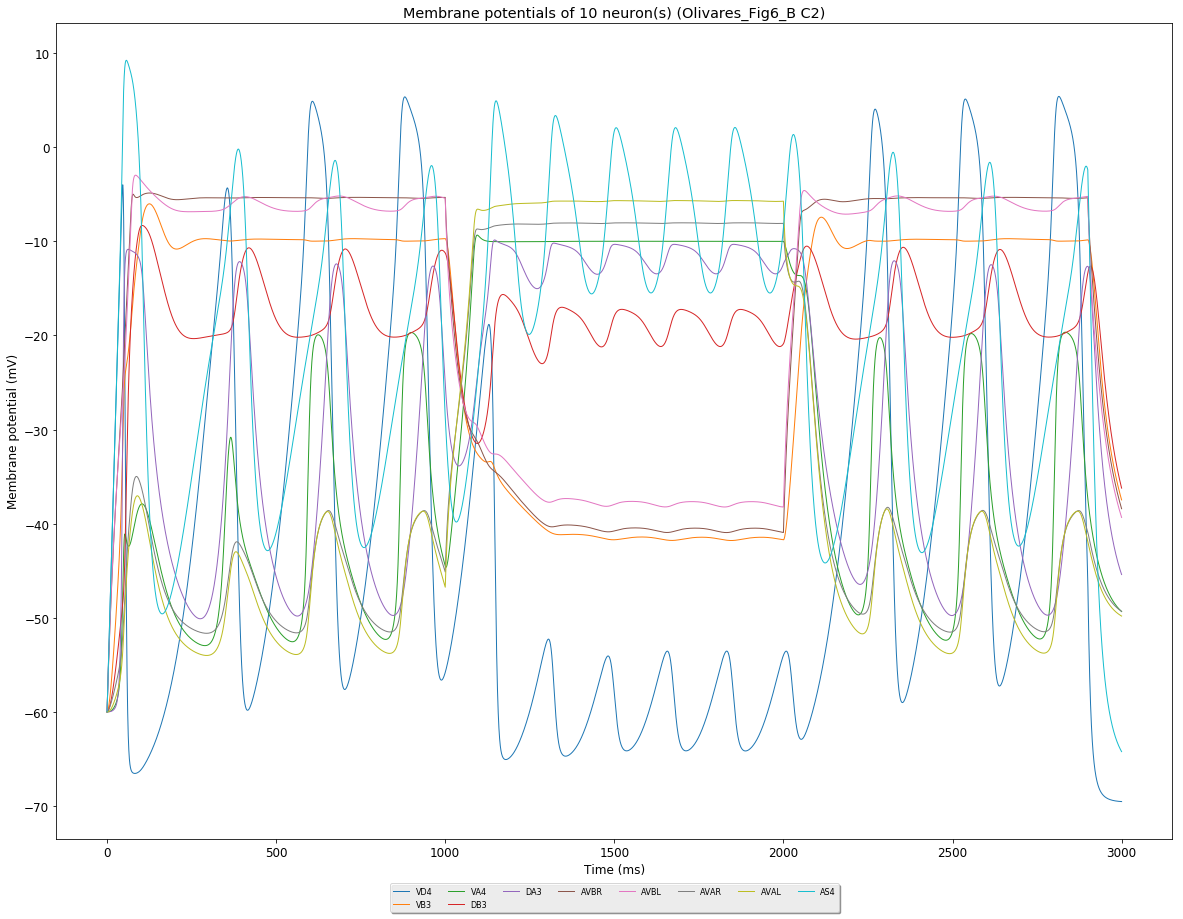 Membrane potentials of 10 neuron(s) (Olivares_Fig6_B C2)
10
0
−10
−20
−30
−40
−50
−60
−70
Membrane potential (mV)
0 500 1000 1500 2000 2500 3000
Time (ms)
VD4 VA4 DA3 AVBR AVBL AVAR AVAL AS4
VB3 DB3